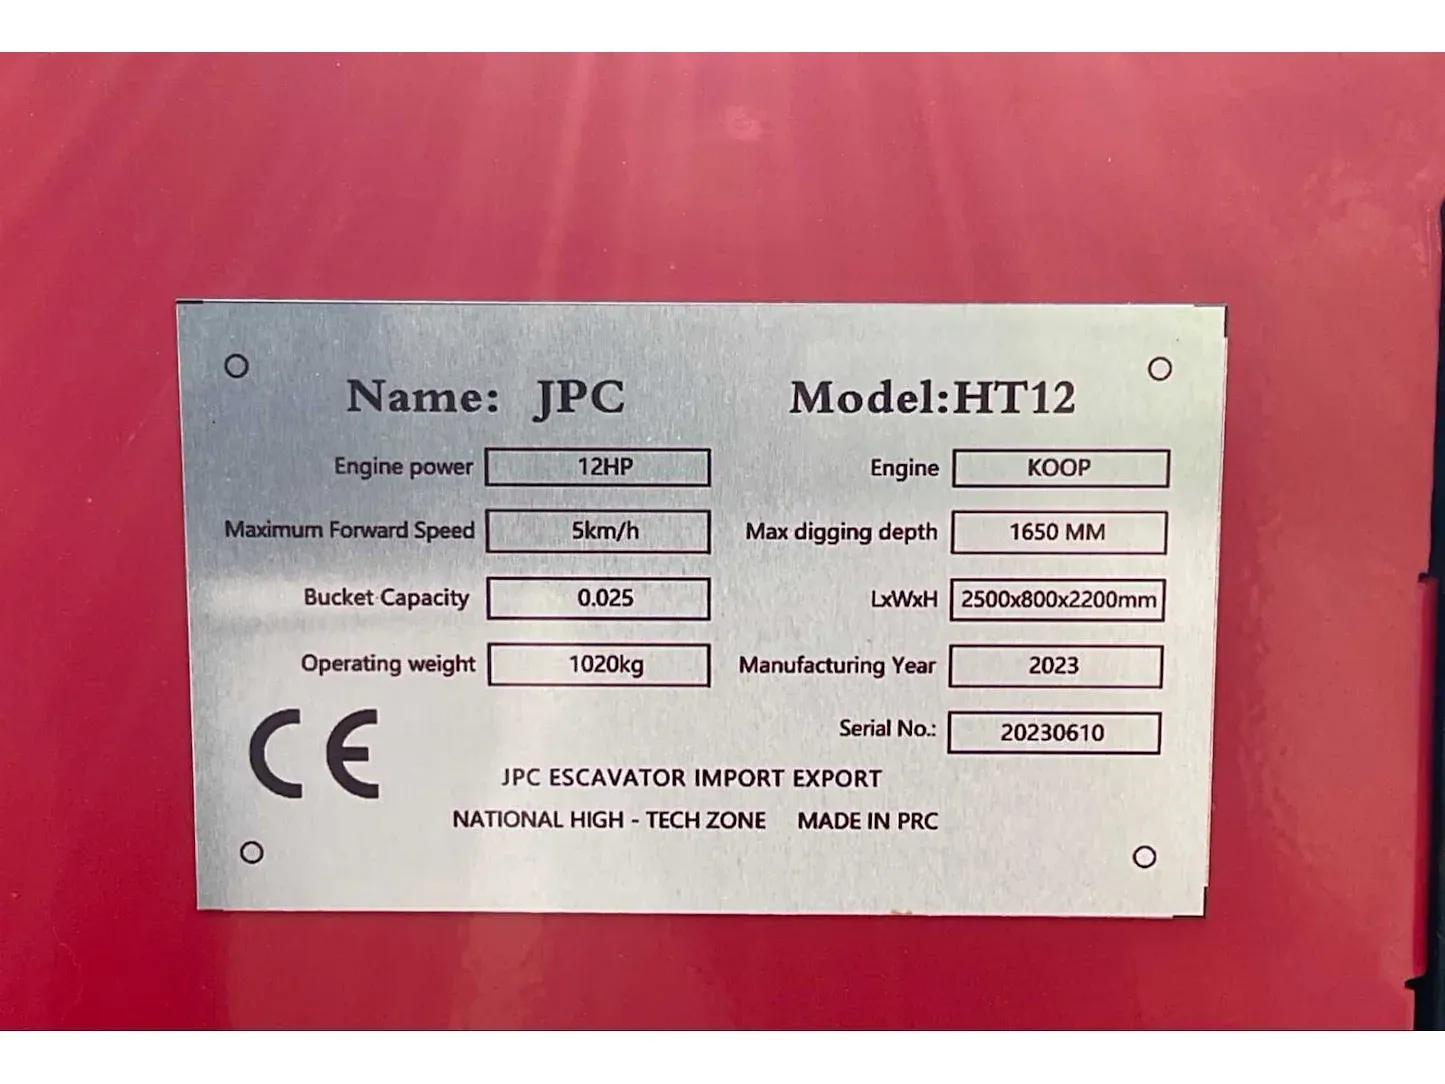 Name: JPC Model:HT12
Engine power 12HP Engine KOOP
Maximum Forward Speed 5km/h Max digging depth 1650 MM
Bucket Capacity 0.025 LxWxH 2500x800x2200mm
Operating weight 1020kg Manufacturing Year 2023
Serial No.: 20230610
CE
JPC ESCAVATOR IMPORT EXPORT
NATIONAL HIGH - TECH ZONE MADE IN PRC